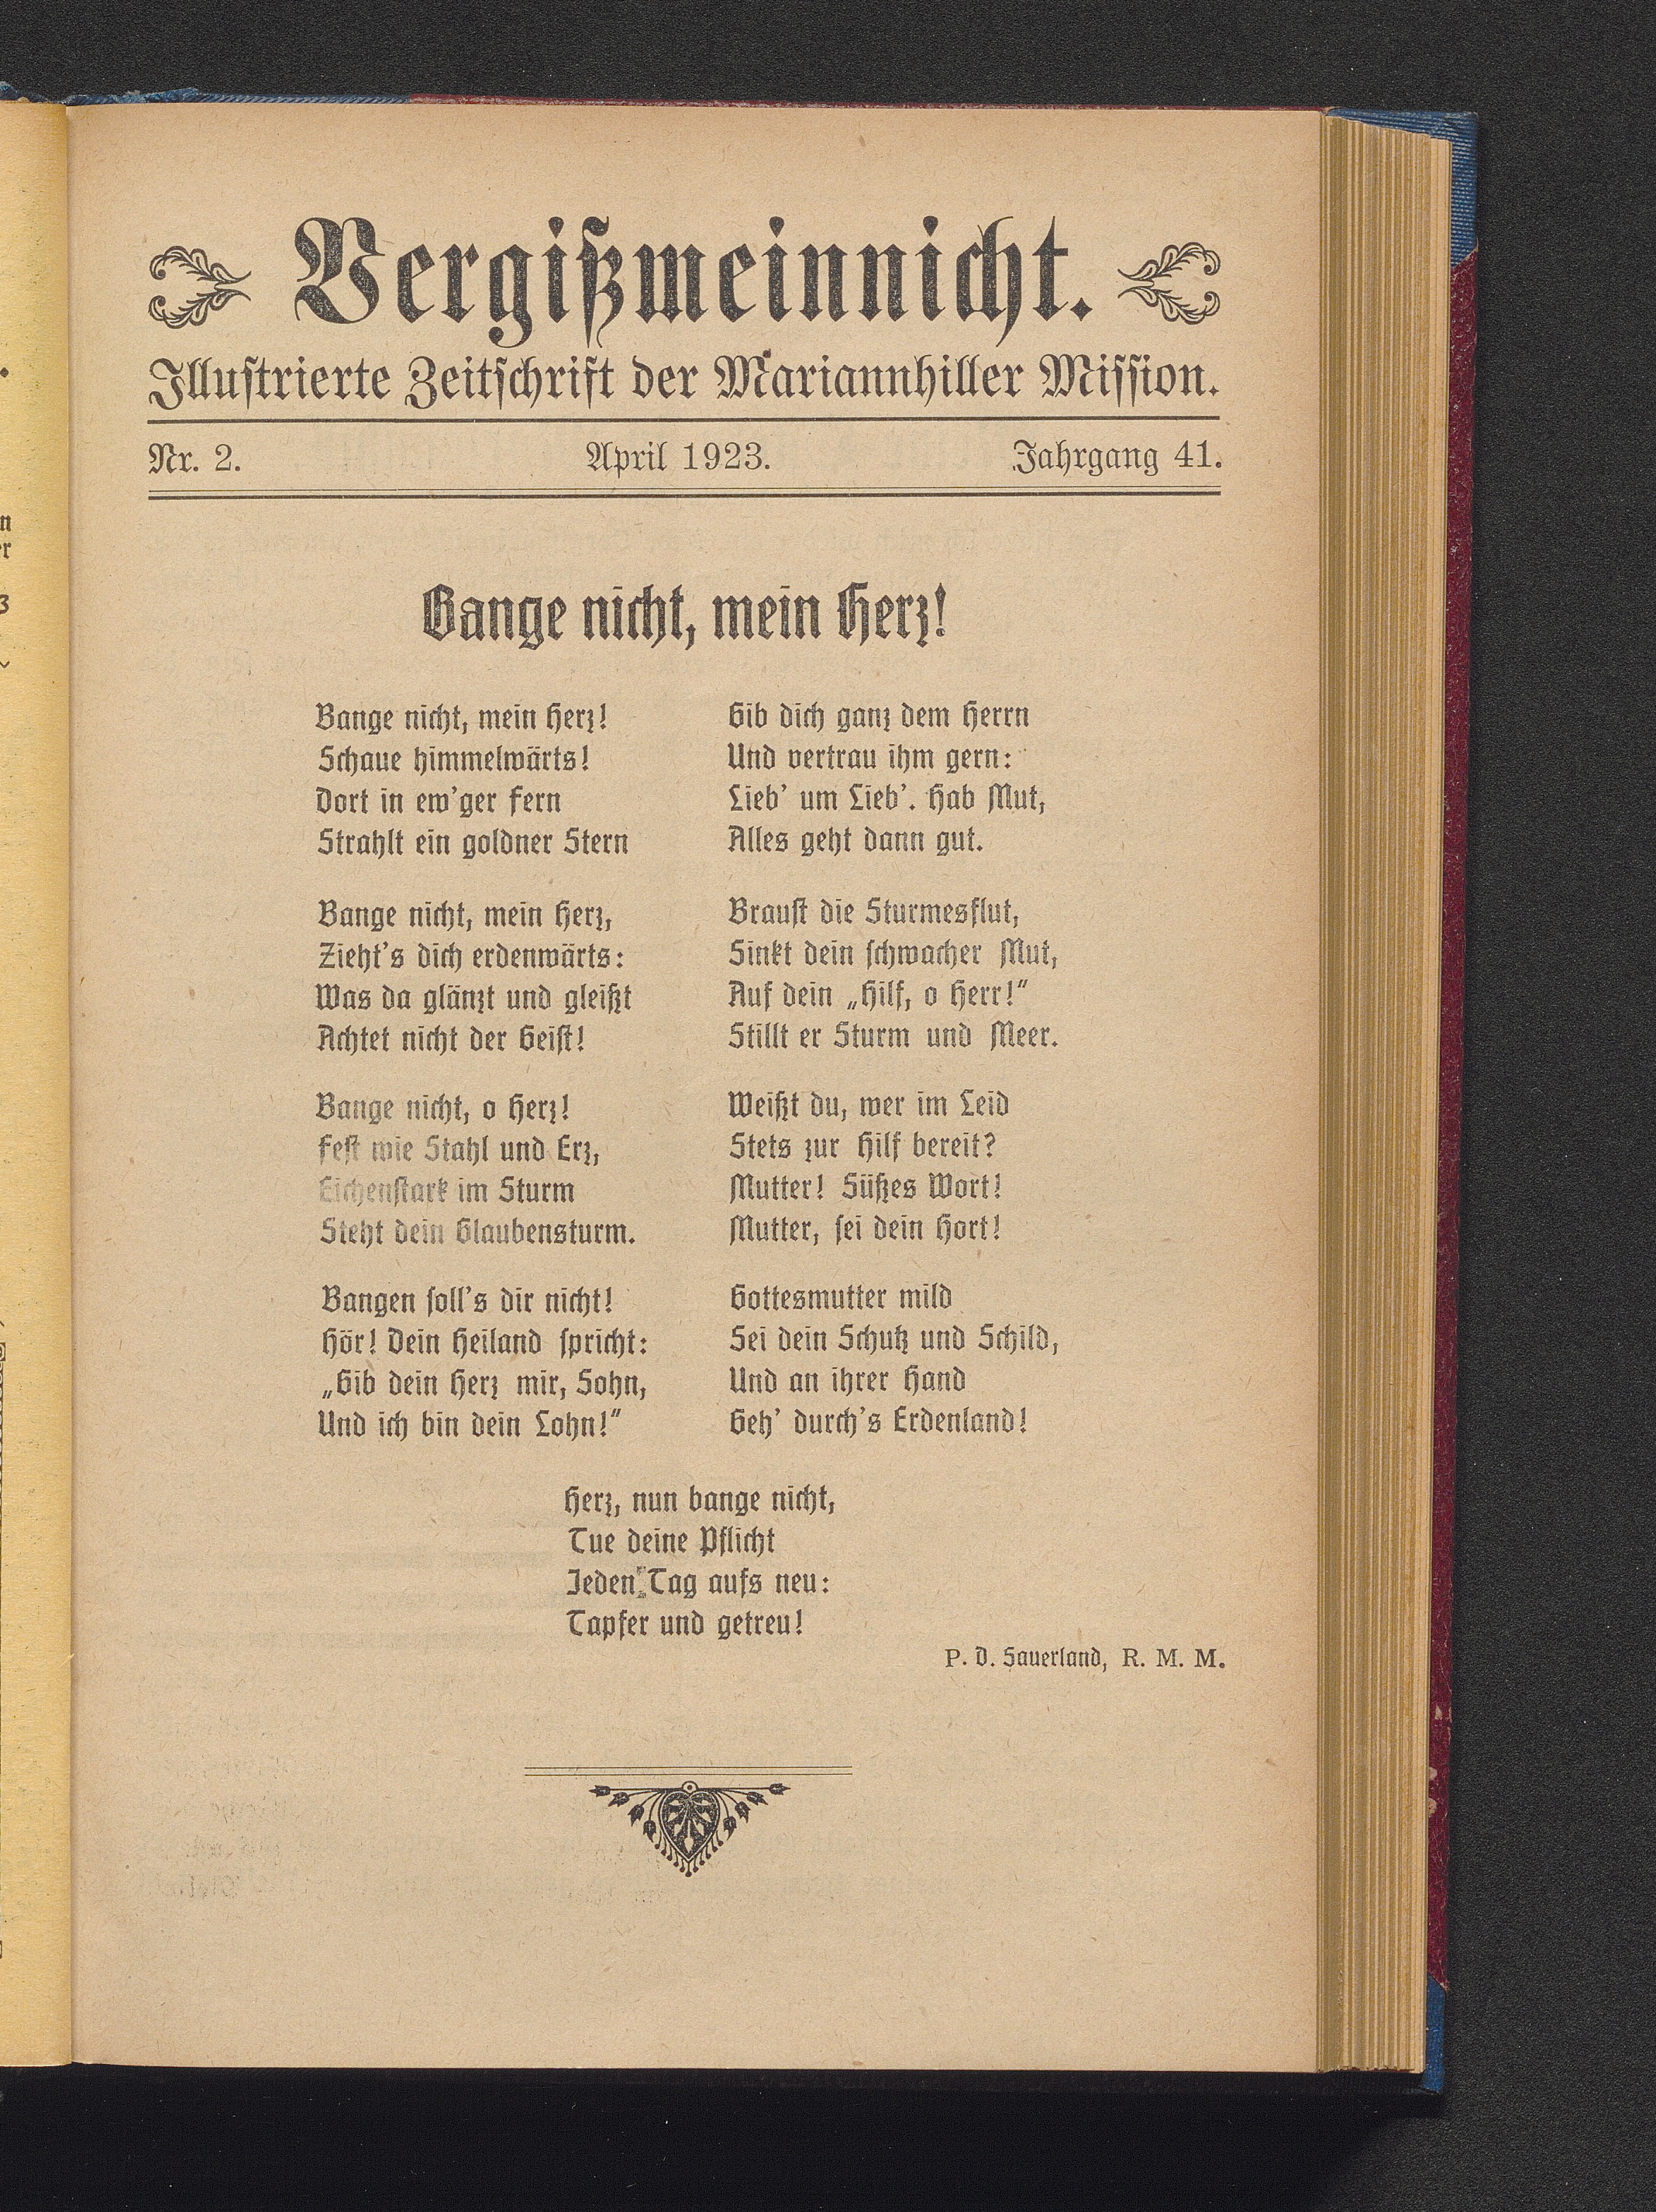 Vergißmeinnicht.
Illustrierte Zeitschrift der Mariannhiller Mission.
Nr. 2. April 1923. Jahrgang 41.
Bange nicht, mein Herz!
Bange nicht, mein Herz!
Schaue himmelwärts!
Dort in ew'ger Fern
Strahlt ein goldner Stern
Bange nicht, mein Herz,
Zieht's dich erdenwärts:
Was da glänzt und gleißt
Achtet nicht der Geist!
Bange nicht, o Herz!
Fest wie Stahl und Erz,
Eichenstark im Sturm
Steht dein Glaubensturm.
Bangen soll's dir nicht!
Hör! Dein Heiland spricht:
„Gib dein Herz mir, Sohn,
Und ich bin dein Lohn!“
Gib dich ganz dem Herrn
Und vertrau ihm gern:
Lieb' um Lieb'. Hab Mut,
Alles geht dann gut.
Braust die Sturmesflut,
Sinkt dein schwacher Mut,
Auf dein „Hilf, o Herr!“
Stillt er Sturm und Meer.
Weißt du, wer im Leid
Stets zur Hilf bereit?
Mutter! Süßes Wort!
Mutter, sei dein Hort!
Gottesmutter mild
Sei dein Schutz und Schild,
Und an ihrer Hand
Geh' durch's Erdenland!
Herz, nun bange nicht,
Tue deine Pflicht
Jeden Tag aufs neu:
Tapfer und getreu!
P. D. Sauerland, R. M. M.